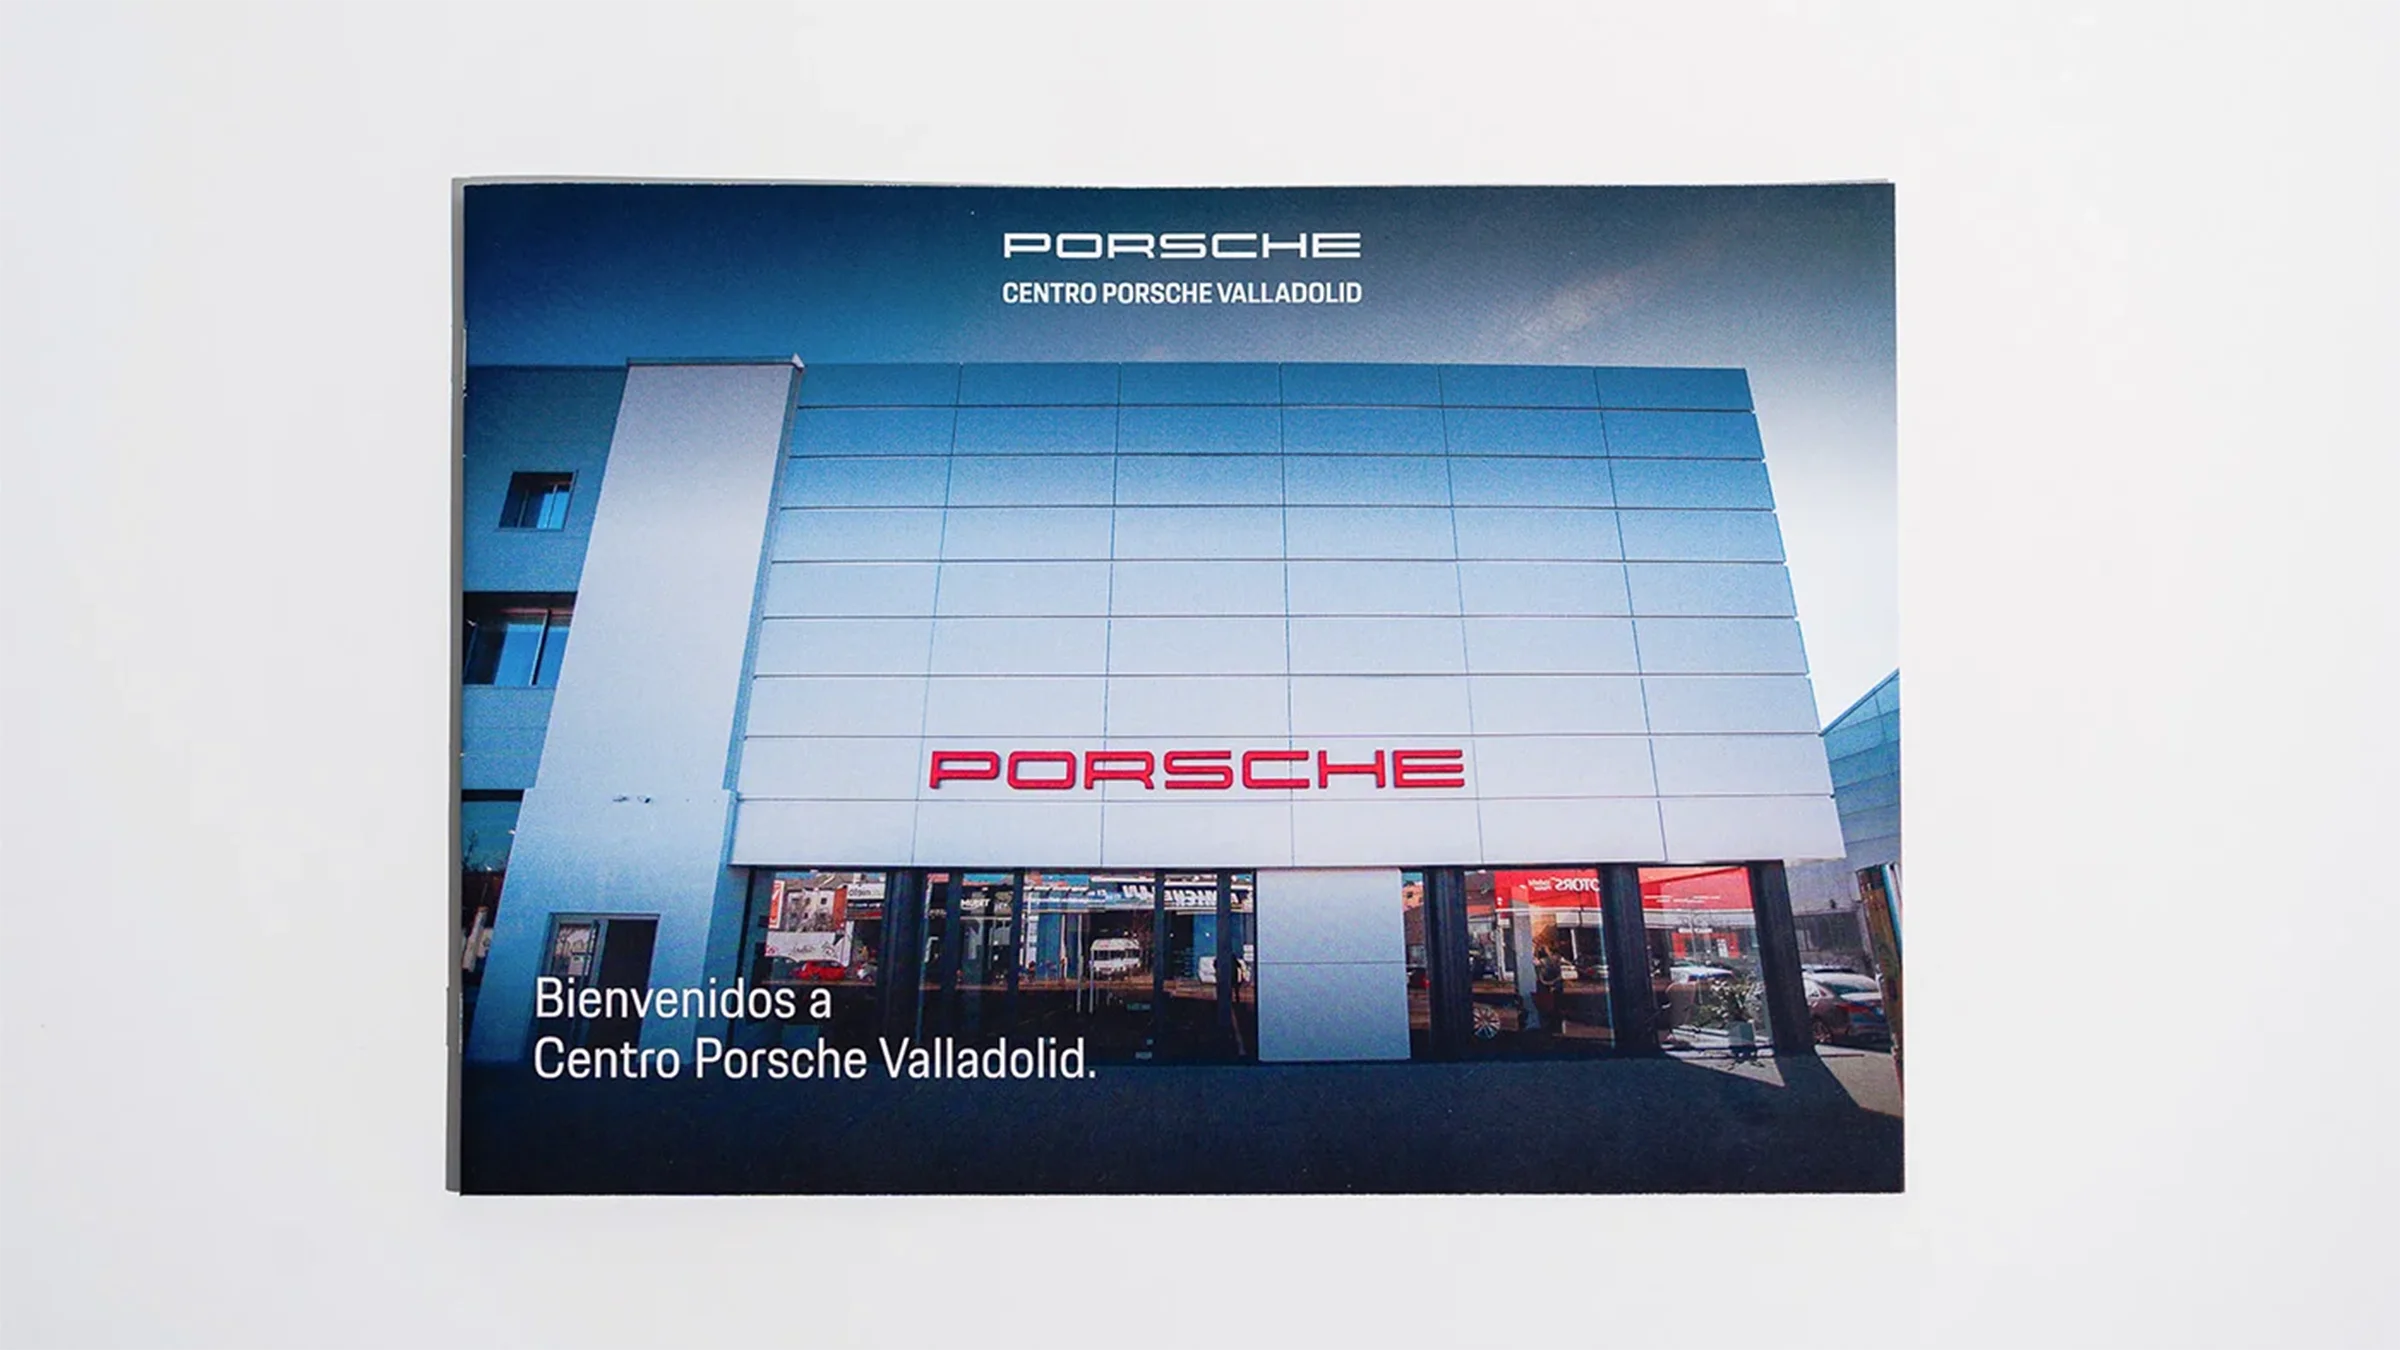 PORSCHE
CENTRO PORSCHE VALLADOLID
PORSCHE
Bienvenidos a
Centro Porsche Valladolid.